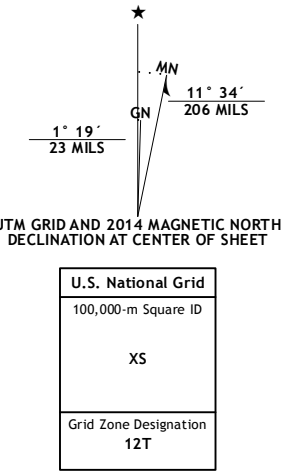 MN
GN
11° 34´
206 MILS
1° 19´
23 MILS
UTM GRID AND 2014 MAGNETIC NORTH
DECLINATION AT CENTER OF SHEET
U.S. National Grid
100,000-m Square ID
XS
Grid Zone Designation
12T